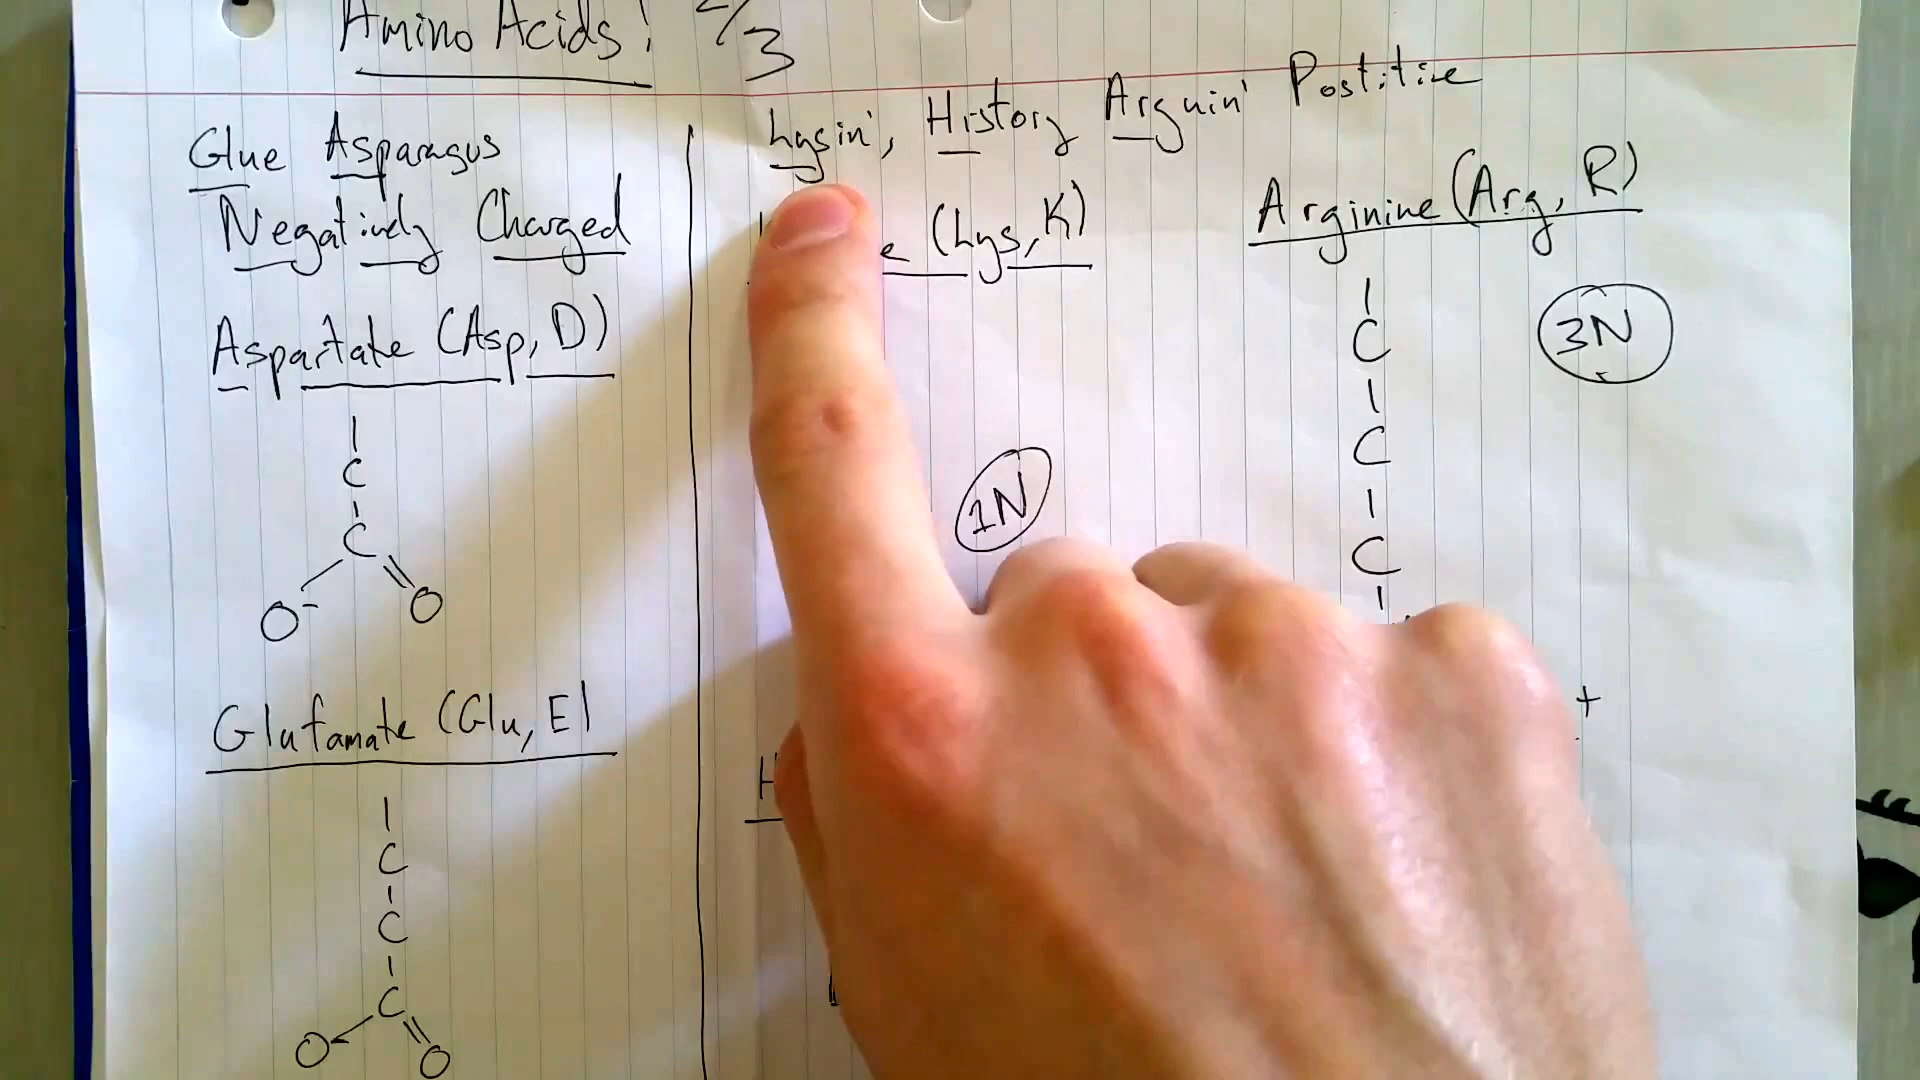 Amino Acids! 2/3
Glue Asparagus
Negatively Charged
Aspartate (Asp, D)
C
C
O- O
Glutamate (Glu, E)
C
C
C
O- O
Lysin', History Arguin' Postitive
e (Lys, K)
1N
H
Arginine (Arg, R)
C
3N
C
C
+